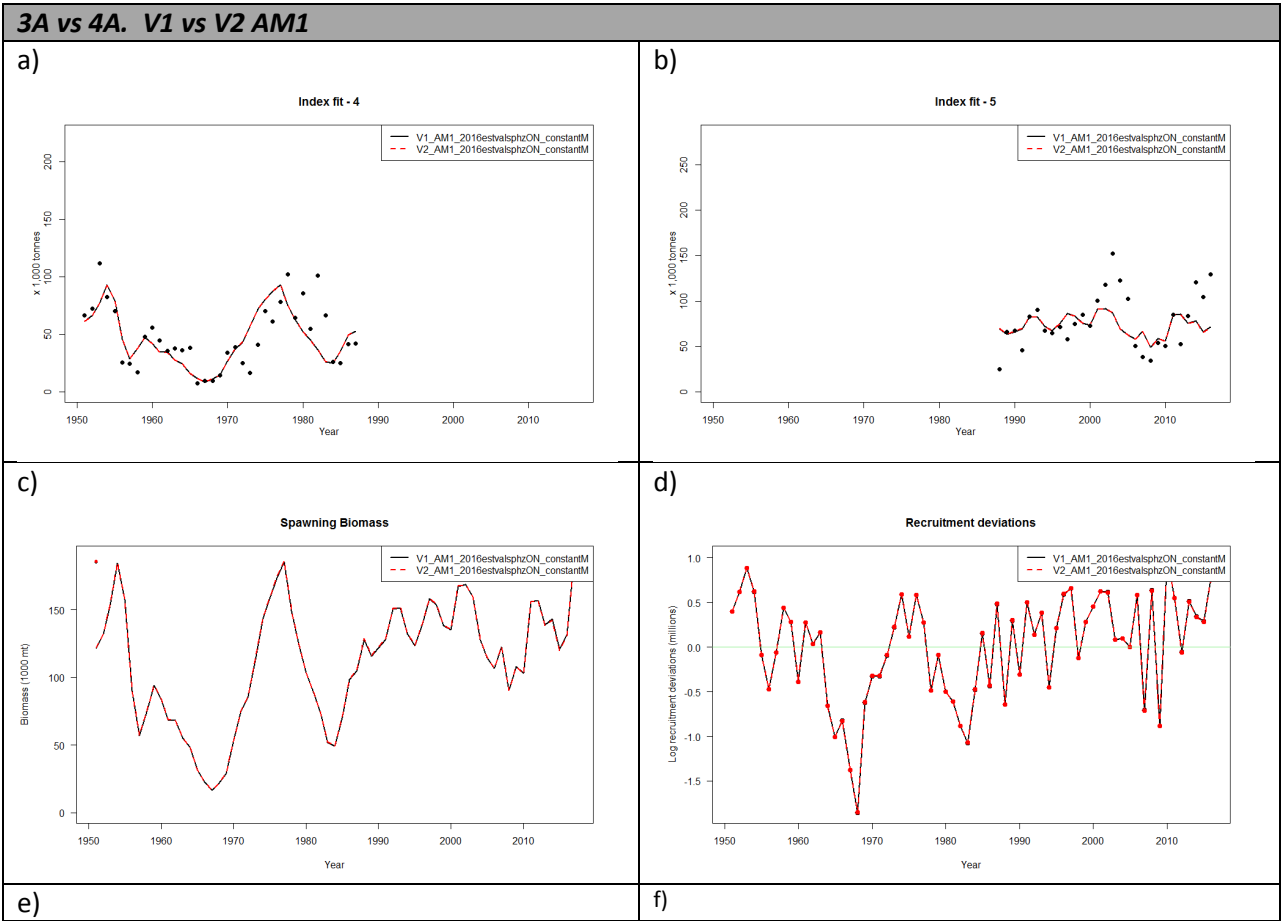 3A vs 4A. V1 vs V2 AM1
a)
Index fit - 4
V1_AM1_2016estvalsphzON_constantM
V2_AM1_2016estvalsphzON_constantM
x 1,000 tonnes
0 50 100 150 200
1950 1960 1970 1980 1990 2000 2010
Year
b)
Index fit - 5
V1_AM1_2016estvalsphzON_constantM
V2_AM1_2016estvalsphzON_constantM
x 1,000 tonnes
0 50 100 150 200 250
1950 1960 1970 1980 1990 2000 2010
Year
c)
Spawning Biomass
V1_AM1_2016estvalsphzON_constantM
V2_AM1_2016estvalsphzON_constantM
Biomass (1000 mt)
150
100
50
0
1950 1960 1970 1980 1990 2000 2010
Year
d)
Recruitment deviations
V1_AM1_2016estvalsphzON_constantM
V2_AM1_2016estvalsphzON_constantM
Log recruitment deviations (millions)
1.0
0.5
0.0
-0.5
-1.0
-1.5
1950 1960 1970 1980 1990 2000 2010
Year
e)
f)